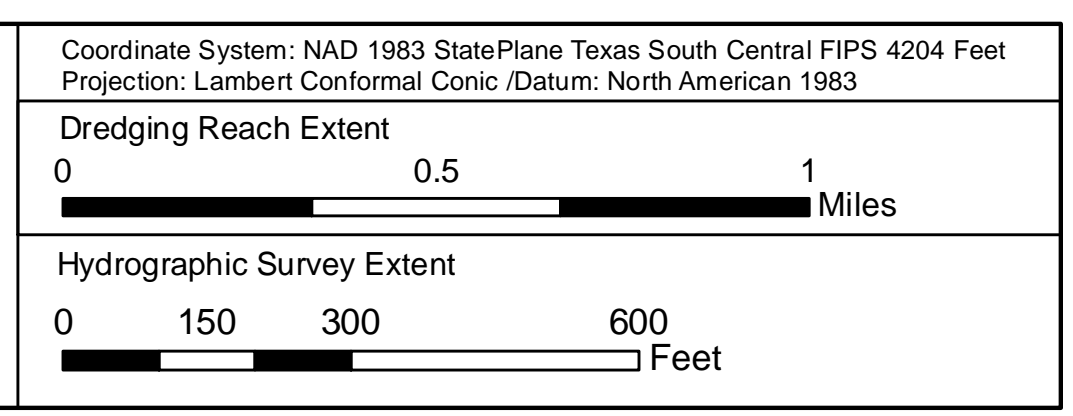 Coordinate System: NAD 1983 StatePlane Texas South Central FIPS 4204 Feet
Projection: Lambert Conformal Conic /Datum: North American 1983
Dredging Reach Extent
0 0.5 1
Miles
Hydrographic Survey Extent
0 150 300 600
Feet